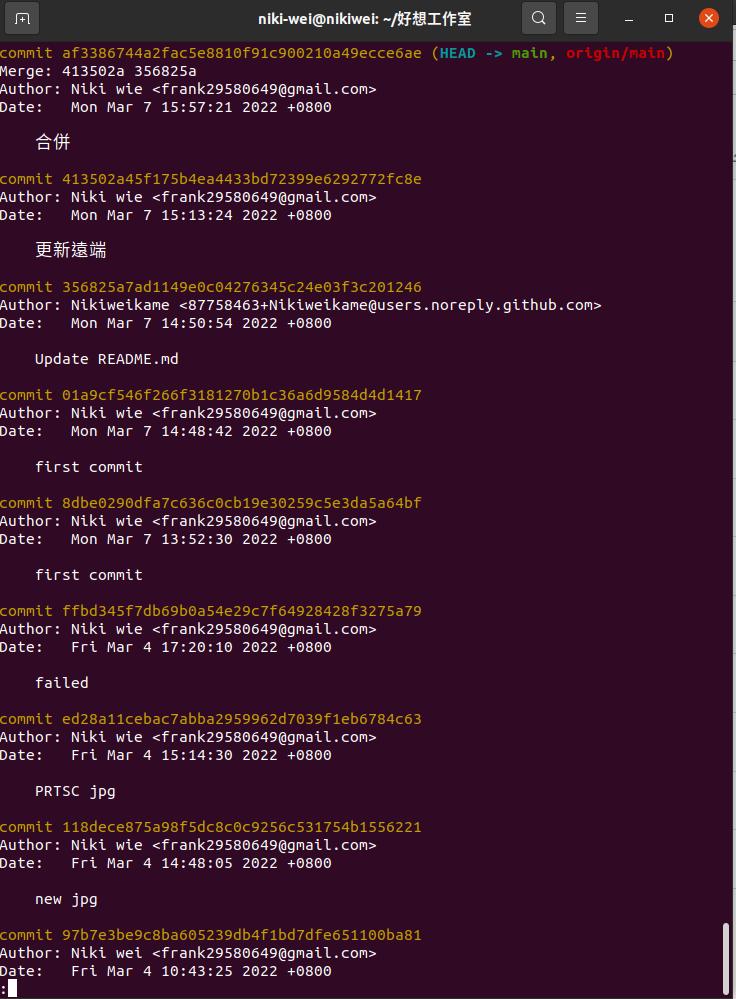 niki-wei@nikiwei: ~/好想工作室
commit af3386744a2fac5e8810f91c900210a49ecce6ae (HEAD -> main, origin/main)
Merge: 413502a 356825a
Author: Niki wie <frank29580649@gmail.com>
Date:   Mon Mar 7 15:57:21 2022 +0800
合併
commit 413502a45f175b4ea4433bd72399e6292772fc8e
Author: Niki wie <frank29580649@gmail.com>
Date:   Mon Mar 7 15:13:24 2022 +0800
更新遠端
commit 356825a7ad1149e0c04276345c24e03f3c201246
Author: Nikiweikame <87758463+Nikiweikame@users.noreply.github.com>
Date:   Mon Mar 7 14:50:54 2022 +0800
Update README.md
commit 01a9cf546f266f3181270b1c36a6d9584d4d1417
Author: Niki wie <frank29580649@gmail.com>
Date:   Mon Mar 7 14:48:42 2022 +0800
first commit
commit 8dbe0290dfa7c636c0cb19e30259c5e3da5a64bf
Author: Niki wie <frank29580649@gmail.com>
Date:   Mon Mar 7 13:52:30 2022 +0800
first commit
commit ffbd345f7db69b0a54e29c7f64928428f3275a79
Author: Niki wie <frank29580649@gmail.com>
Date:   Fri Mar 4 17:20:10 2022 +0800
failed
commit ed28a11cebac7abba2959962d7039f1eb6784c63
Author: Niki wie <frank29580649@gmail.com>
Date:   Fri Mar 4 15:14:30 2022 +0800
PRTSC jpg
commit 118dece875a98f5dc8c0c9256c531754b1556221
Author: Niki wie <frank29580649@gmail.com>
Date:   Fri Mar 4 14:48:05 2022 +0800
new jpg
commit 97b7e3be9c8ba605239db4f1bd7dfe651100ba81
Author: Niki wei <frank29580649@gmail.com>
Date:   Fri Mar 4 10:43:25 2022 +0800
: